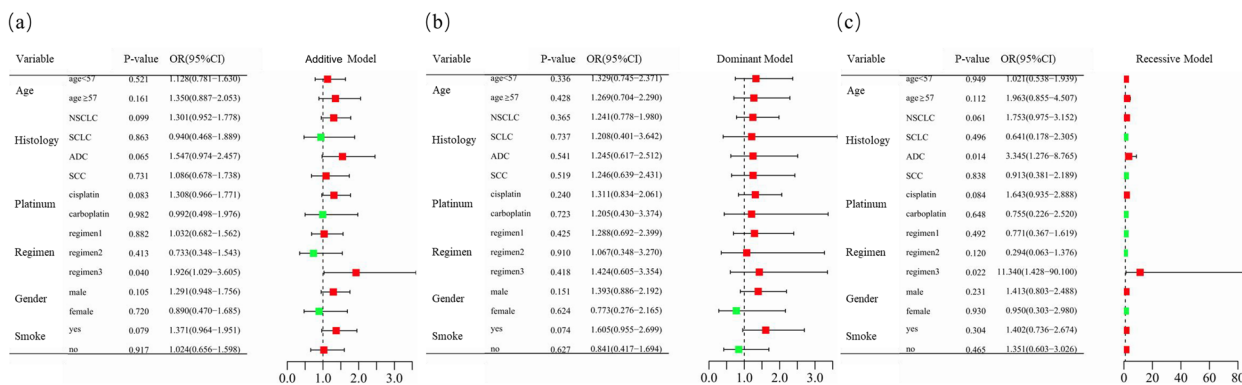 (a)
Variable P-value OR(95%CI) Additive Model
Age
age<57 0.521 1.128(0.781−1.630)
age≥57 0.161 1.350(0.887−2.053)
Histology
NSCLC 0.099 1.301(0.952−1.778)
SCLC 0.863 0.940(0.468−1.889)
ADC 0.065 1.547(0.974−2.457)
SCC 0.731 1.086(0.678−1.738)
Platinum
cisplatin 0.083 1.308(0.966−1.771)
carboplatin 0.982 0.992(0.498−1.976)
Regimen
regimen1 0.882 1.032(0.682−1.562)
regimen2 0.413 0.733(0.348−1.543)
regimen3 0.040 1.926(1.029−3.605)
Gender
male 0.105 1.291(0.948−1.756)
female 0.720 0.890(0.470−1.685)
Smoke
yes 0.079 1.371(0.964−1.951)
no 0.917 1.024(0.656−1.598)
0.0 1.0 2.0 3.0
(b)
Variable P-value OR(95%CI) Dominant Model
Age
age<57 0.336 1.329(0.745−2.371)
age≥57 0.428 1.269(0.704−2.290)
Histology
NSCLC 0.365 1.241(0.778−1.980)
SCLC 0.737 1.208(0.401−3.642)
ADC 0.541 1.245(0.617−2.512)
SCC 0.519 1.246(0.639−2.431)
Platinum
cisplatin 0.240 1.311(0.834−2.061)
carboplatin 0.723 1.205(0.430−3.374)
Regimen
regimen1 0.425 1.288(0.692−2.399)
regimen2 0.910 1.067(0.348−3.270)
regimen3 0.418 1.424(0.605−3.354)
Gender
male 0.151 1.393(0.886−2.192)
female 0.624 0.773(0.276−2.165)
Smoke
yes 0.074 1.605(0.955−2.699)
no 0.627 0.841(0.417−1.694)
0.0 1.0 2.0 3.0
(c)
Variable P-value OR(95%CI) Recessive Model
Age
age<57 0.949 1.021(0.538−1.939)
age≥57 0.112 1.963(0.855−4.507)
Histology
NSCLC 0.061 1.753(0.975−3.152)
SCLC 0.496 0.641(0.178−2.305)
ADC 0.014 3.345(1.276−8.765)
SCC 0.838 0.913(0.381−2.189)
Platinum
cisplatin 0.084 1.643(0.935−2.888)
carboplatin 0.648 0.755(0.226−2.520)
Regimen
regimen1 0.492 0.771(0.367−1.619)
regimen2 0.120 0.294(0.063−1.376)
regimen3 0.022 11.340(1.428−90.100)
Gender
male 0.231 1.413(0.803−2.488)
female 0.930 0.950(0.303−2.980)
Smoke
yes 0.304 1.402(0.736−2.674)
no 0.465 1.351(0.603−3.026)
0 20 40 60 80